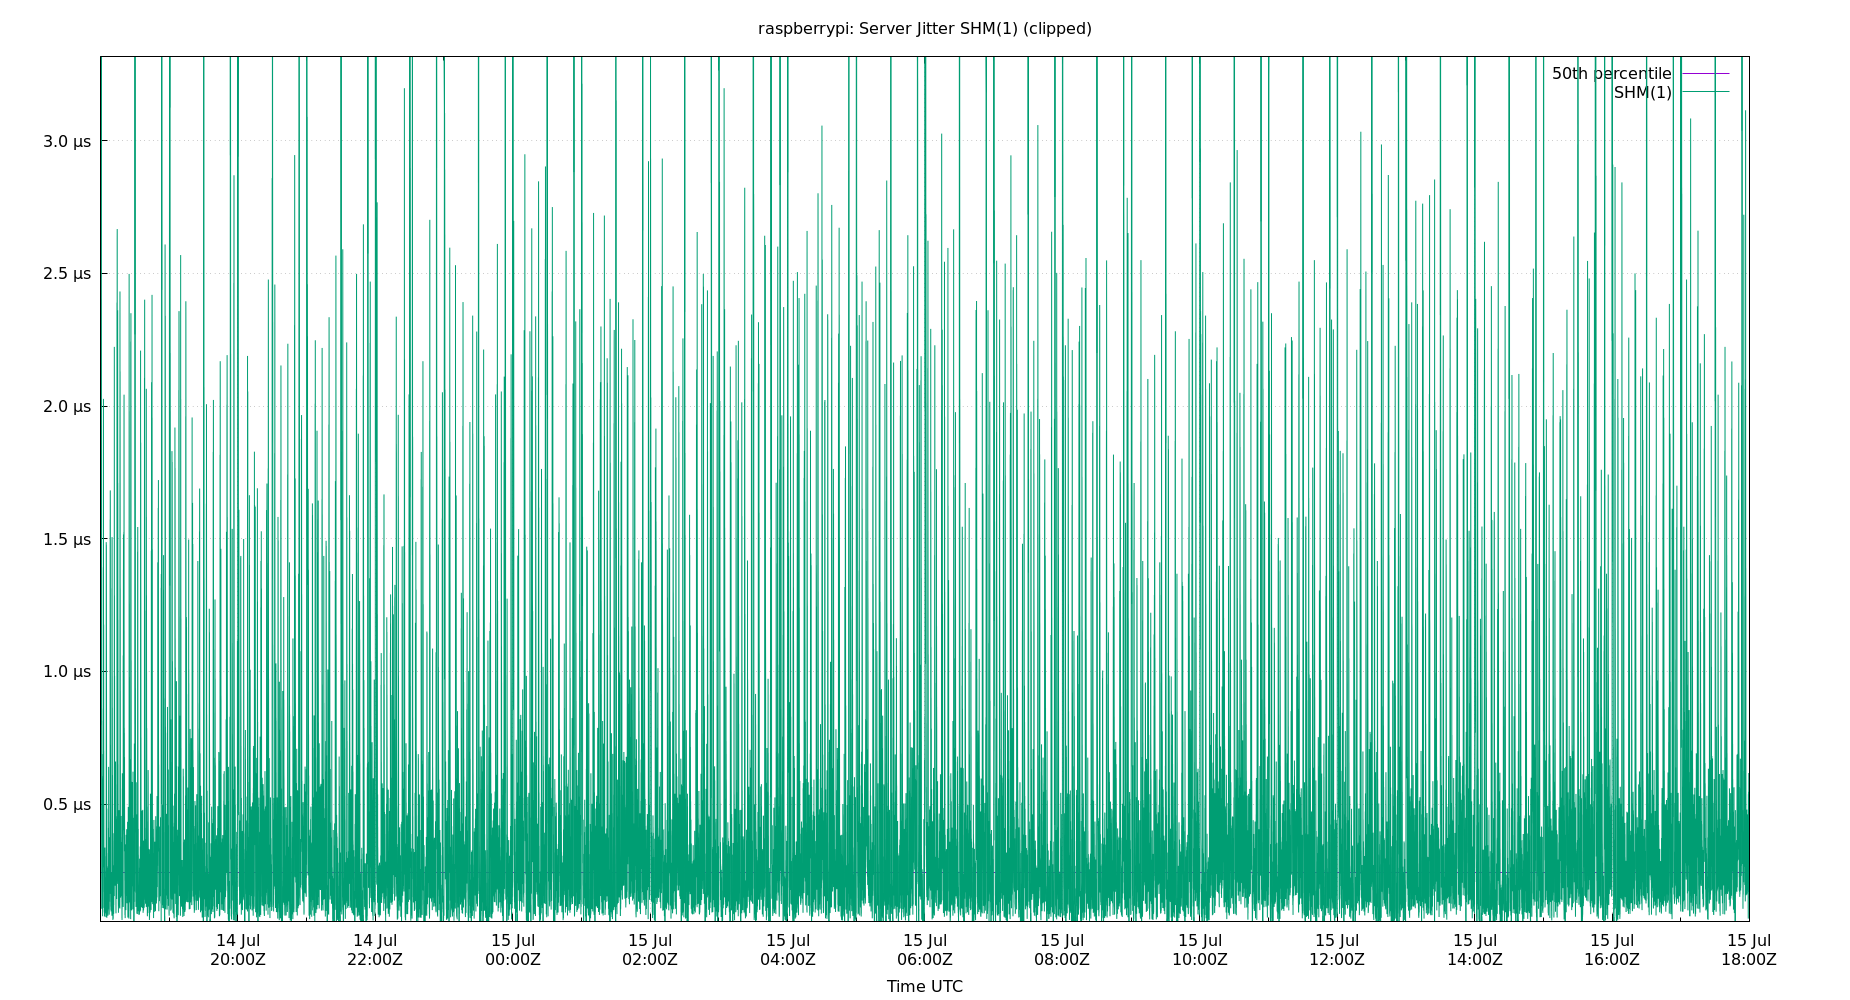 raspberrypi: Server Jitter SHM(1) (clipped)
50th percentile
SHM(1)
3.0 µs
2.5 µs
2.0 µs
1.5 µs
1.0 µs
0.5 µs
14 Jul 14 Jul 15 Jul 15 Jul 15 Jul 15 Jul 15 Jul 15 Jul 15 Jul 15 Jul 15 Jul 15 Jul
20:00Z 22:00Z 00:00Z 02:00Z 04:00Z 06:00Z 08:00Z 10:00Z 12:00Z 14:00Z 16:00Z 18:00Z
Time UTC